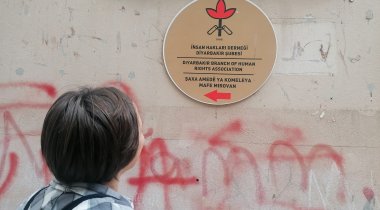 İNSAN HAKLARI DERNEĞİ
DİYARBAKIR ŞUBESİ
DIYARBAKIR BRANCH OF HUMAN
RIGHTS ASSOCIATION
ŞAXA AMEDÊ YA KOMELEYA
MAFÊ MIROVAN